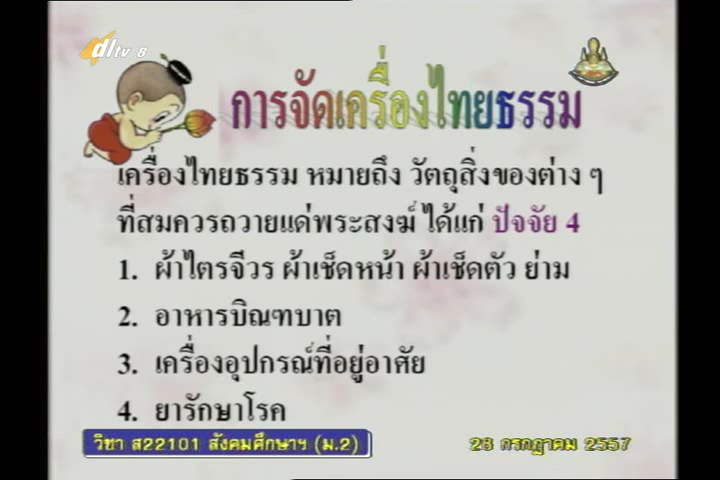 dltv 8
การจัดเครื่องไทยธรรม
เครื่องไทยธรรม หมายถึง วัตถุสิ่งของต่าง ๆ
ที่สมควรถวายแด่พระสงฆ์ ได้แก่ ปัจจัย 4
1. ผ้าไตรจีวร ผ้าเช็ดหน้า ผ้าเช็ดตัว ย่าม
2. อาหารบิณฑบาต
3. เครื่องอุปกรณ์ที่อยู่อาศัย
4. ยารักษาโรค
วิชา ส22101 สังคมศึกษาฯ (ม.2)
23 กรกฎาคม 2557